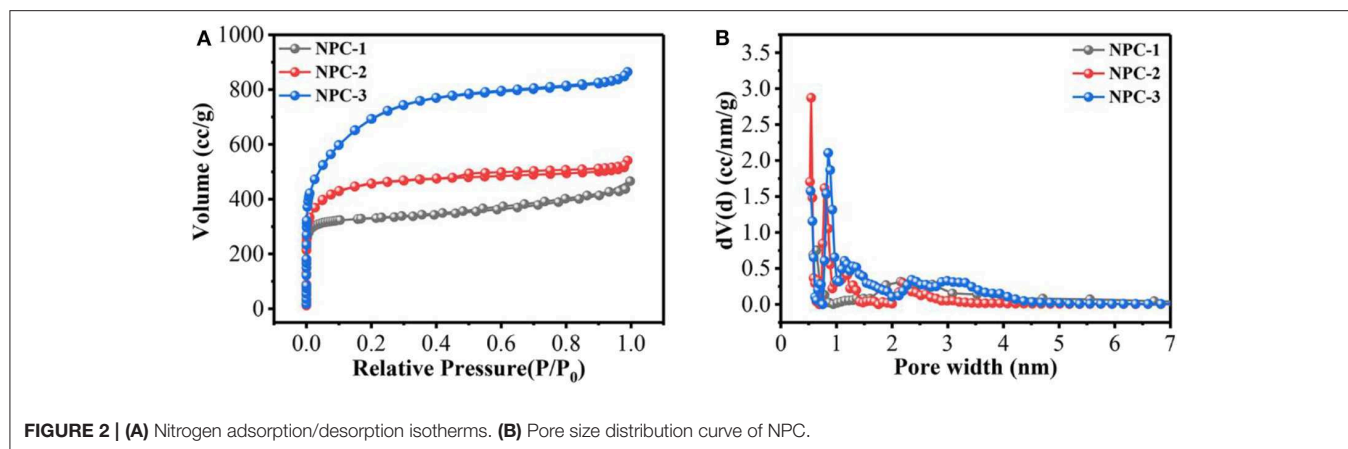 A
NPC-1
NPC-2
NPC-3
1000
800
600
400
200
0
Volume (cc/g)
0.0 0.2 0.4 0.6 0.8 1.0
Relative Pressure(P/P0)
B
NPC-1
NPC-2
NPC-3
3.5
3.0
2.5
2.0
1.5
1.0
0.5
0.0
dV(d) (cc/nm/g)
0 1 2 3 4 5 6 7
Pore width (nm)
FIGURE 2 | (A) Nitrogen adsorption/desorption isotherms. (B) Pore size distribution curve of NPC.